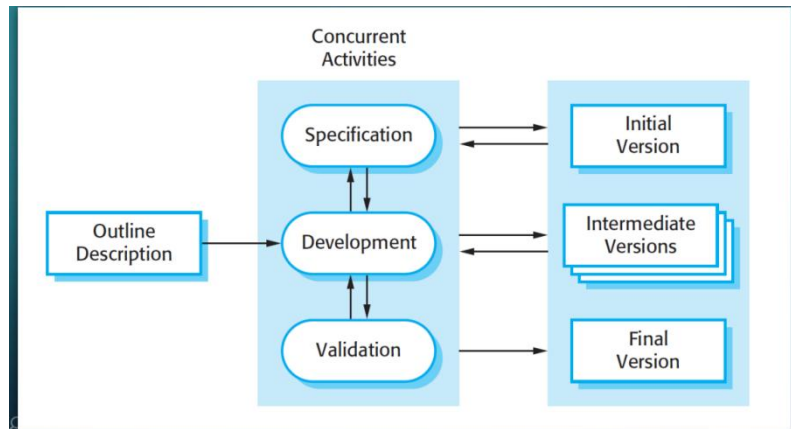 Concurrent
Activities
Specification
Initial
Version
Outline
Description
Development
Intermediate
Versions
Validation
Final
Version